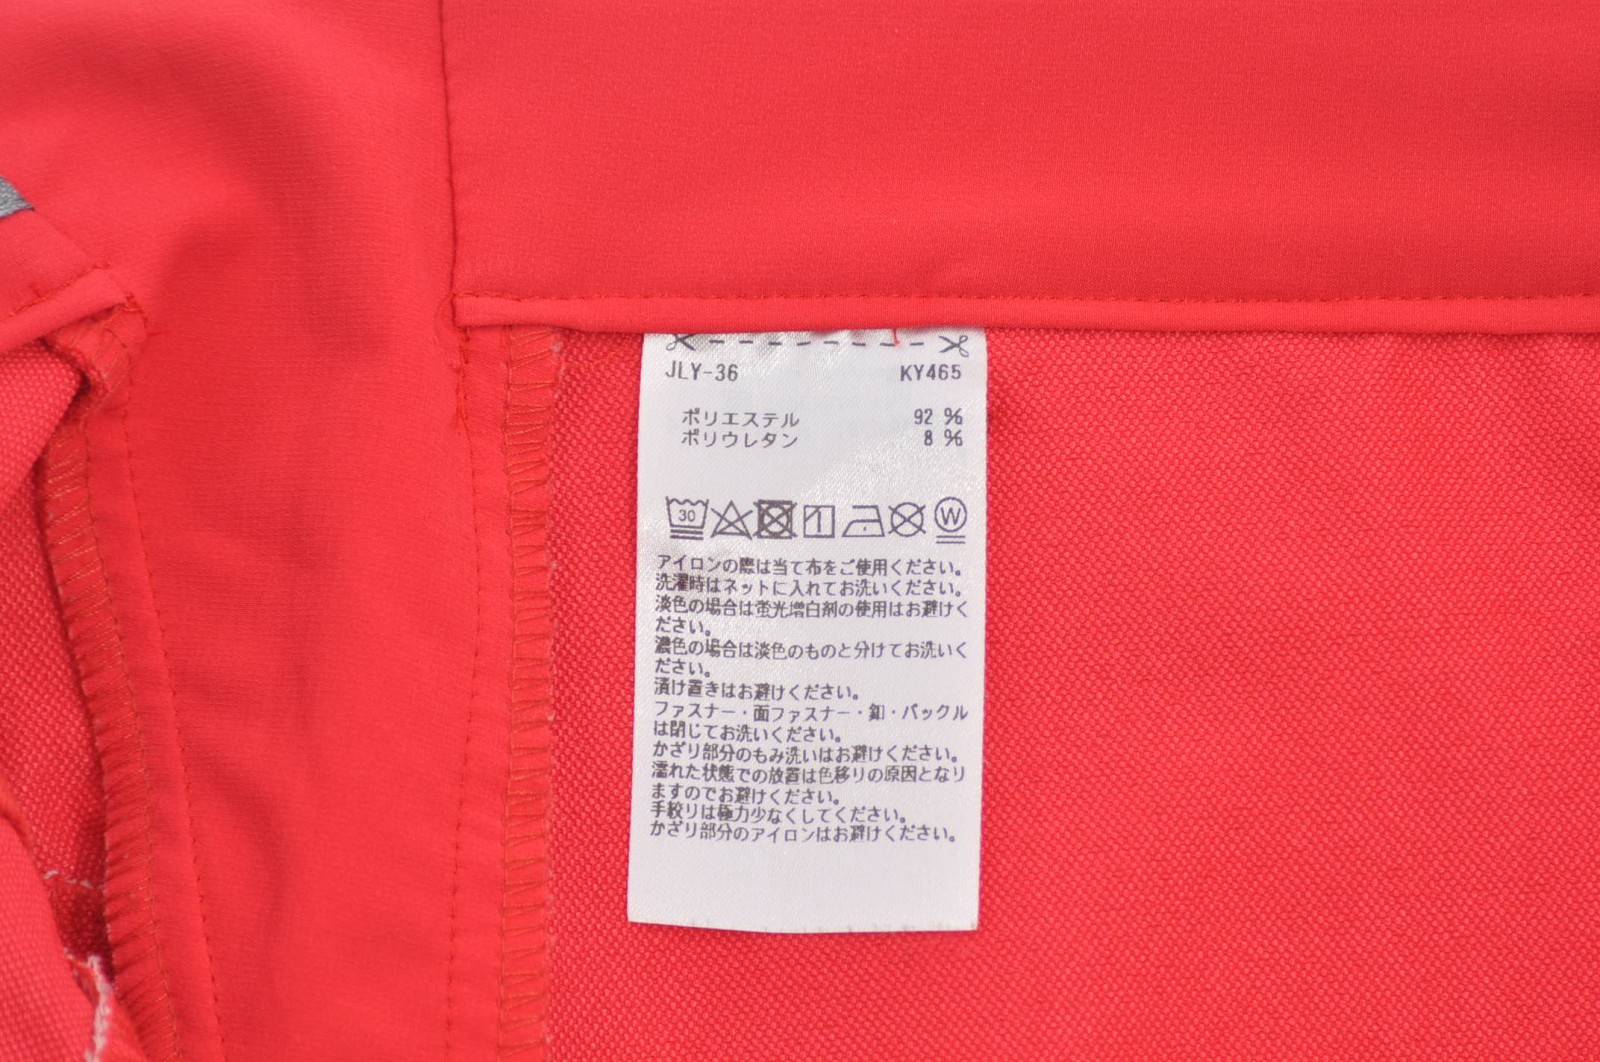 JLY-36 KY465
ポリエステル 92 %
ポリウレタン 8 %
30 W
アイロンの際は当て布をご使用ください。
洗濯時はネットに入れてお洗いください。
淡色の場合は蛍光増白剤の使用はお避けく
ださい。
濃色の場合は淡色のものと分けてお洗いく
ださい。
漬け置きはお避けください。
ファスナー・面ファスナー・釦・バックル
は閉じてお洗いください。
かざり部分のもみ洗いはお避けください。
濡れた状態での放置は色移りの原因となり
ますのでお避けください。
手絞りは極力少なくしてください。
かざり部分のアイロンはお避けください。